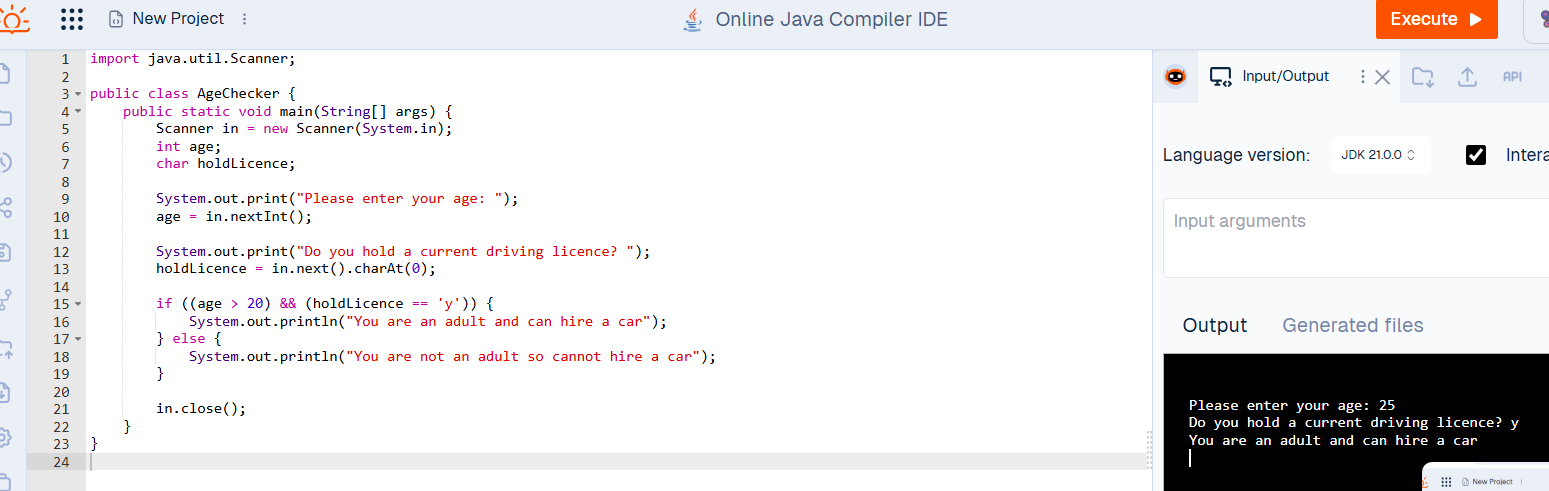 New Project
Online Java Compiler IDE
Execute
1 import java.util.Scanner;
2
3 public class AgeChecker {
4     public static void main(String[] args) {
5         Scanner in = new Scanner(System.in);
6         int age;
7         char holdLicence;
8
9         System.out.print("Please enter your age: ");
10         age = in.nextInt();
11
12         System.out.print("Do you hold a current driving licence? ");
13         holdLicence = in.next().charAt(0);
14
15         if ((age > 20) && (holdLicence == 'y')) {
16             System.out.println("You are an adult and can hire a car");
17         } else {
18             System.out.println("You are not an adult so cannot hire a car");
19         }
20
21         in.close();
22     }
23 }
24
Input/Output
API
Language version: JDK 21.0.0 Intera
Input arguments
Output Generated files
Please enter your age: 25
Do you hold a current driving licence? y
You are an adult and can hire a car
New Project